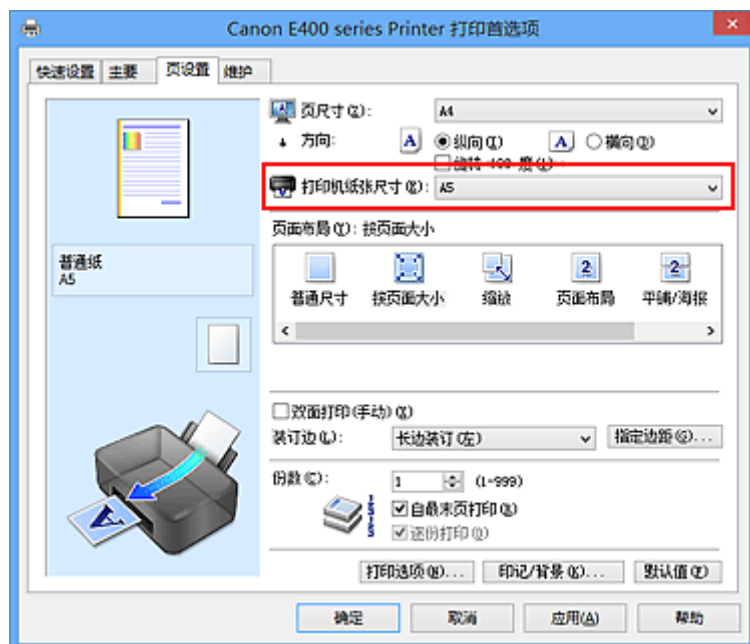 Canon E400 series Printer 打印首选项
快速设置 主要 页设置 维护
页尺寸(Z): A4
方向: A 纵向(T) A 横向(D)
旋转 180 度(L)
打印机纸张尺寸(R): A5
页面布局(Y): 按页面大小
普通尺寸 按页面大小 缩放 页面布局 平铺/海报
普通纸
A5
双面打印(手动)(X)
装订边(L): 长边装订(左) 指定边距(G)...
份数(C): 1 (1-999)
自最末页打印(B)
逐份打印(O)
打印选项(N)... 印记/背景(K)... 默认值(F)
确定 取消 应用(A) 帮助